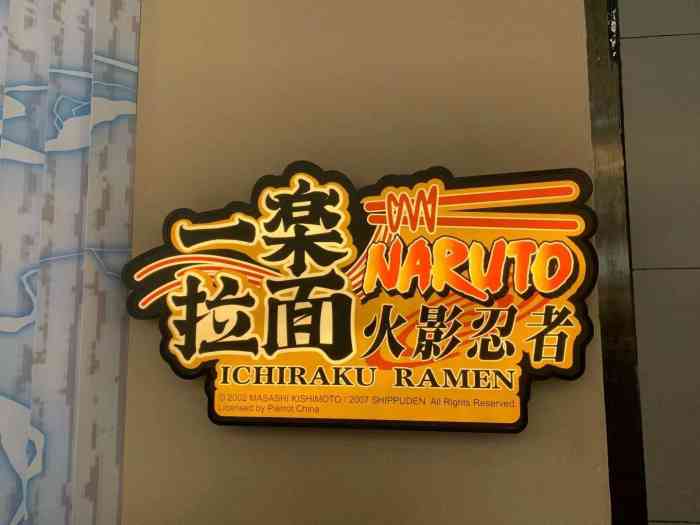 一楽
拉面
NARUTO
火影忍者
ICHIRAKU RAMEN
© 2002 MASASHI KISHIMOTO / 2007 SHIPPUDEN All Rights Reserved.
Licensed by Pierrot China